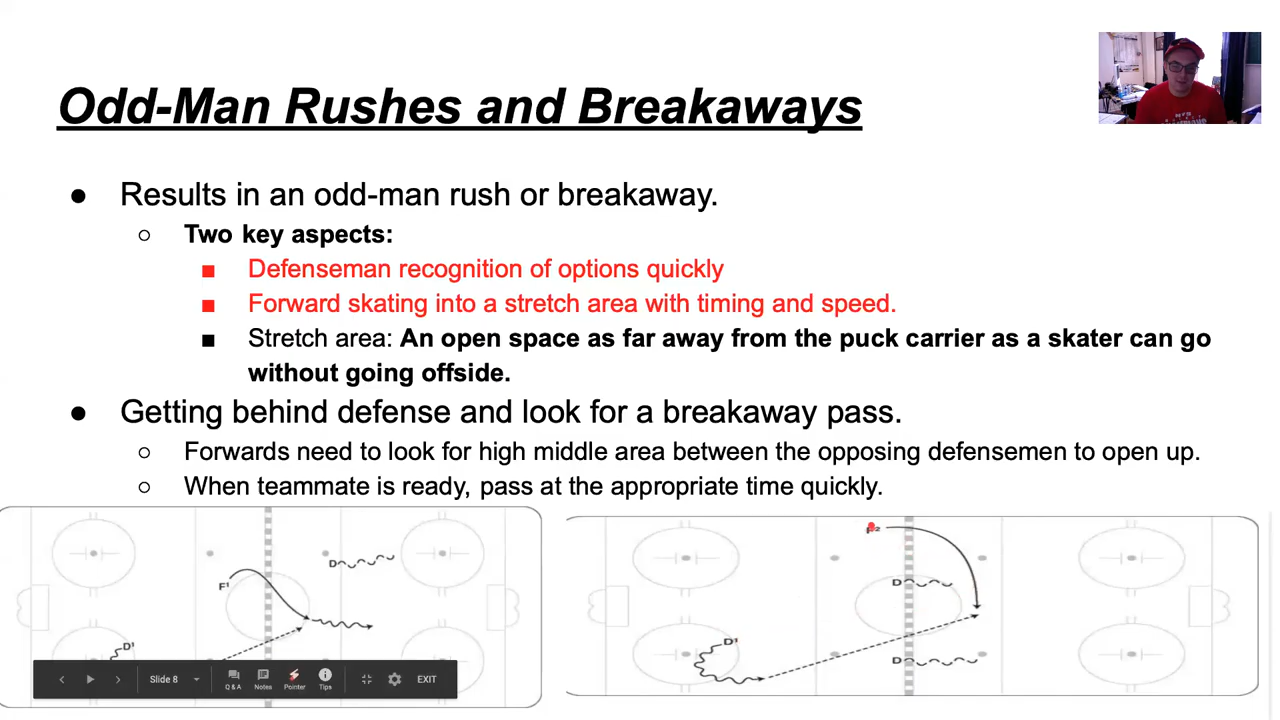 Odd-Man Rushes and Breakaways
Results in an odd-man rush or breakaway.
Two key aspects:
Defenseman recognition of options quickly
Forward skating into a stretch area with timing and speed.
Stretch area: An open space as far away from the puck carrier as a skater can go
without going offside.
Getting behind defense and look for a breakaway pass.
Forwards need to look for high middle area between the opposing defensemen to open up.
When teammate is ready, pass at the appropriate time quickly.
D
F¹
D¹
F²
D
D¹
D
Slide 8
Q & A
Notes
Pointer
Tips
EXIT